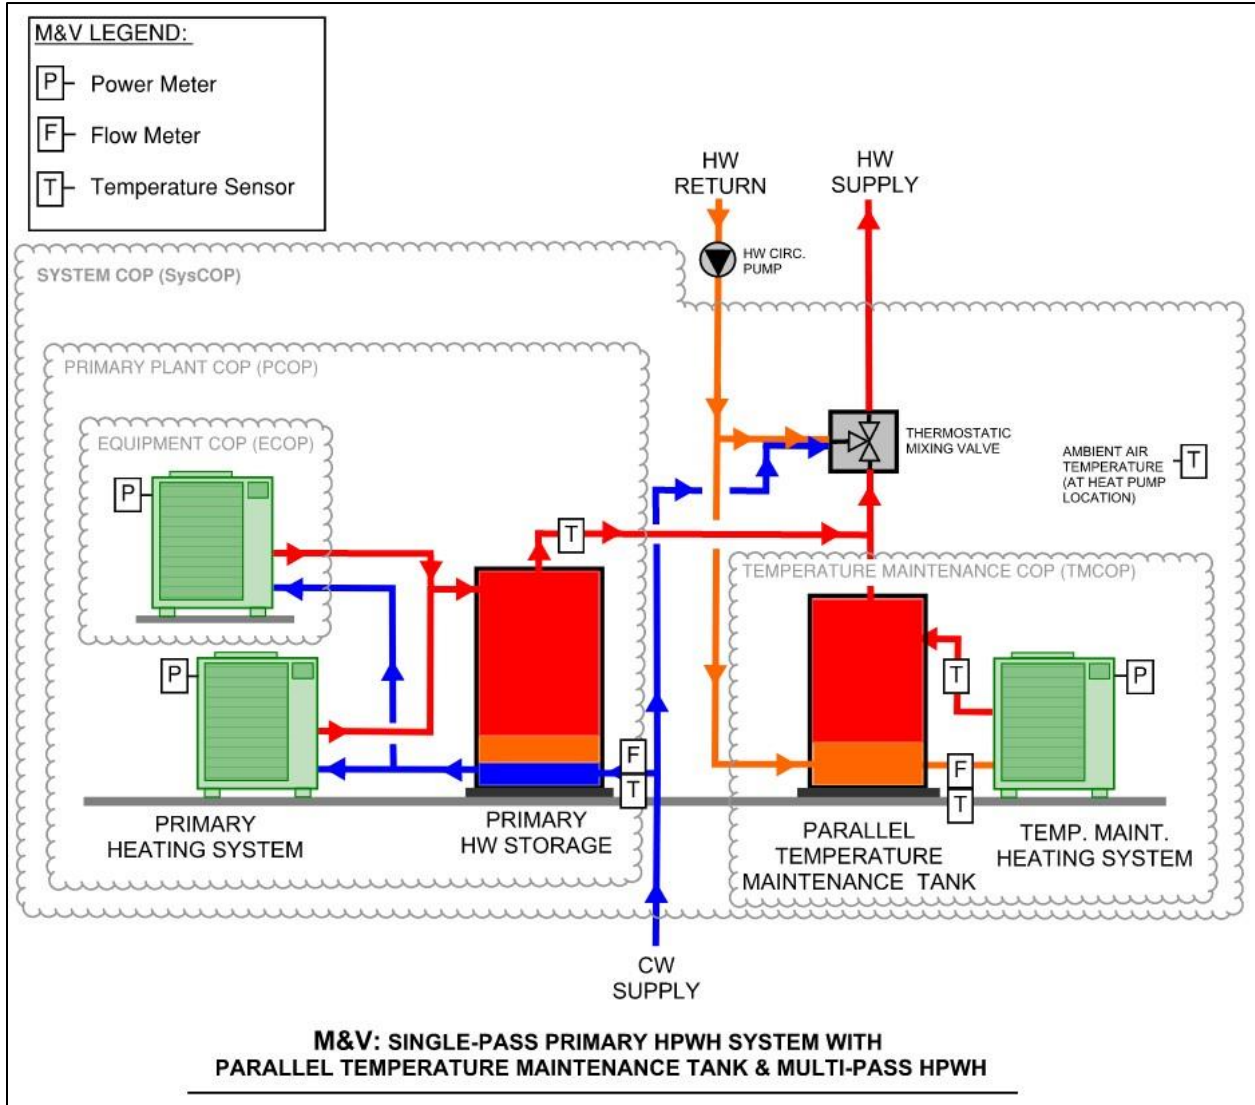 M&V LEGEND:
P
Power Meter
F
Flow Meter
T
Temperature Sensor
HW
RETURN
HW
SUPPLY
HW CIRC.
PUMP
SYSTEM COP (SysCOP)
PRIMARY PLANT COP (PCOP)
EQUIPMENT COP (ECOP)
P
THERMOSTATIC
MIXING VALVE
AMBIENT AIR
TEMPERATURE
(AT HEAT PUMP
LOCATION)
T
T
TEMPERATURE MAINTENANCE COP (TMCOP)
P
T
P
F
T
F
T
PRIMARY
HEATING SYSTEM
PRIMARY
HW STORAGE
PARALLEL
TEMPERATURE
MAINTENANCE TANK
TEMP. MAINT.
HEATING SYSTEM
CW
SUPPLY
M&V: SINGLE-PASS PRIMARY HPWH SYSTEM WITH
PARALLEL TEMPERATURE MAINTENANCE TANK & MULTI-PASS HPWH